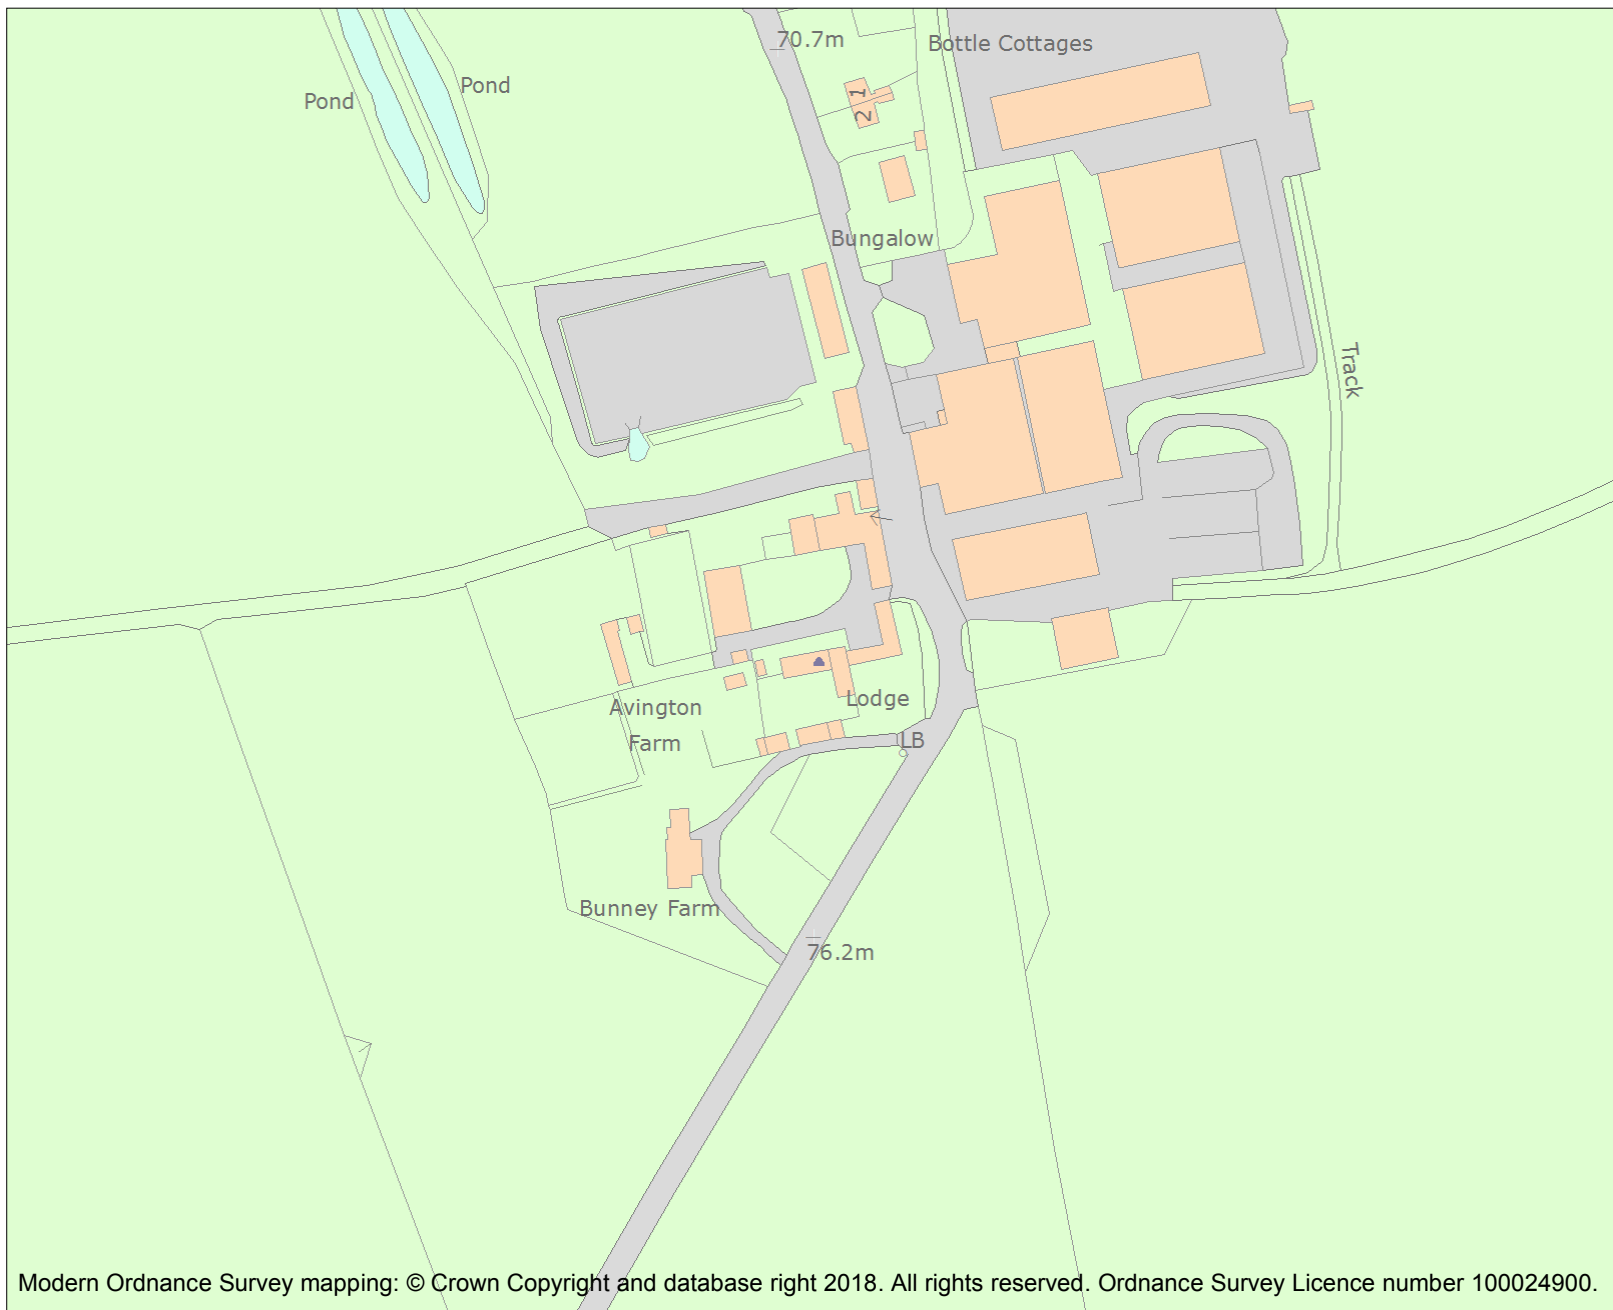 70.7m
Bottle Cottages
Pond
Pond
1
2
Bungalow
Track
Avington
Farm
Lodge
LB
Bunney Farm
76.2m
Modern Ordnance Survey mapping: © Crown Copyright and database right 2018. All rights reserved. Ordnance Survey Licence number 100024900.